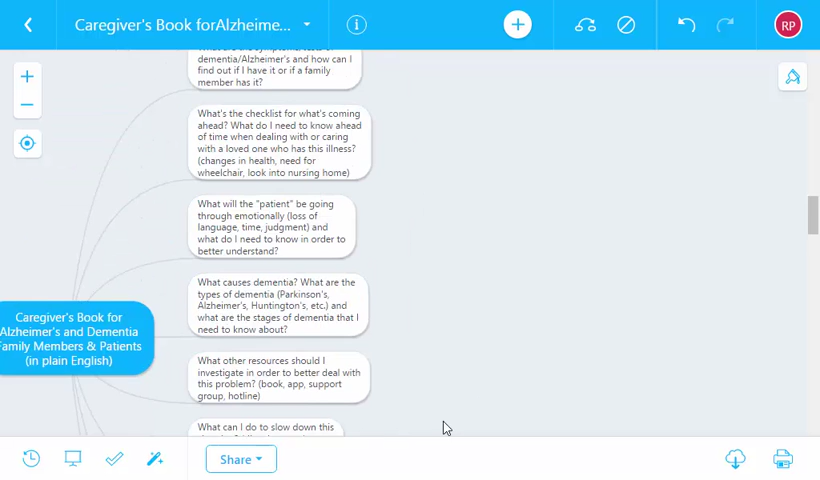 Caregiver's Book forAlzheime...
RP
dementia/Alzheimer's and how can I
find out if I have it or if a family
member has it?
What's the checklist for what's coming
ahead? What do I need to know ahead
of time when dealing with or caring
with a loved one who has this illness?
(changes in health, need for
wheelchair, look into nursing home)
What will the "patient" be going
through emotionally (loss of
language, time, judgment) and
what do I need to know in order to
better understand?
What causes dementia? What are the
types of dementia (Parkinson's,
Alzheimer's, Huntington's, etc.) and
what are the stages of dementia that I
need to know about?
Caregiver's Book for
Alzheimer's and Dementia
Family Members & Patients
(in plain English)
What other resources should I
investigate in order to better deal with
this problem? (book, app, support
group, hotline)
What can I do to slow down this
Share